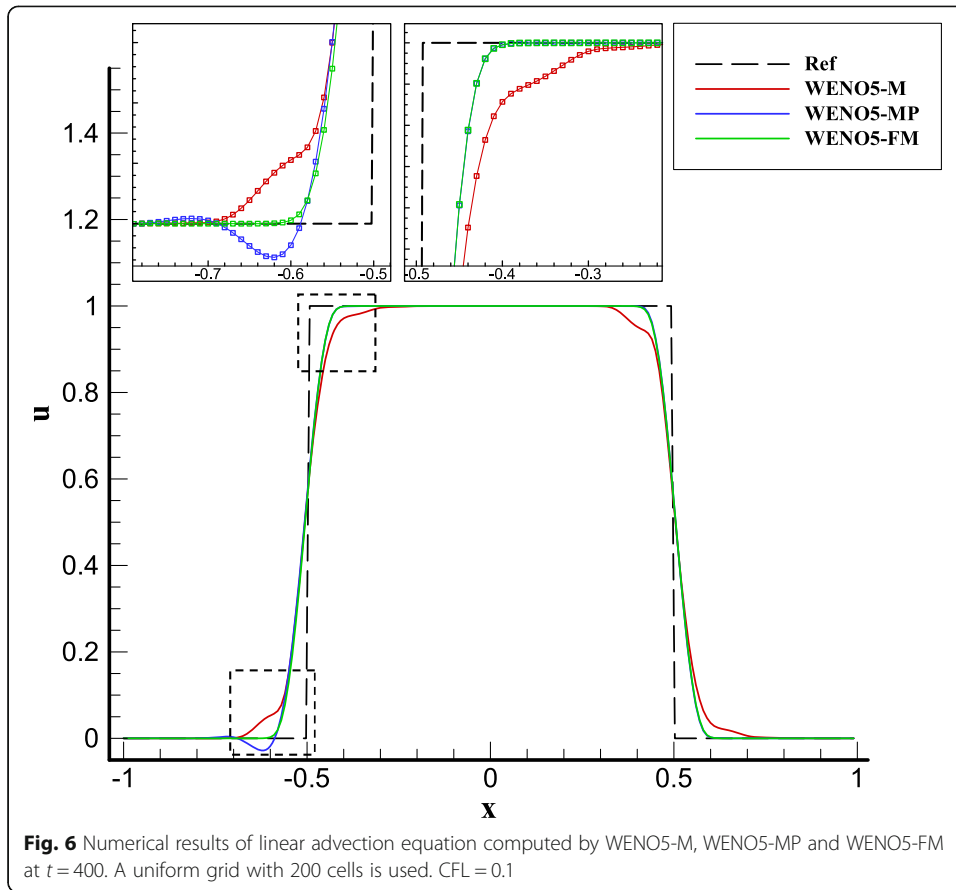 -0.7 -0.6 -0.5
-0.5 -0.4 -0.3
Ref
WENO5-M
WENO5-MP
WENO5-FM
1.4
1.2
1
0.8
0.6
0.4
0.2
0
u
-1 -0.5 0 0.5 1
x
Fig. 6 Numerical results of linear advection equation computed by WENO5-M, WENO5-MP and WENO5-FM
at t = 400. A uniform grid with 200 cells is used. CFL = 0.1